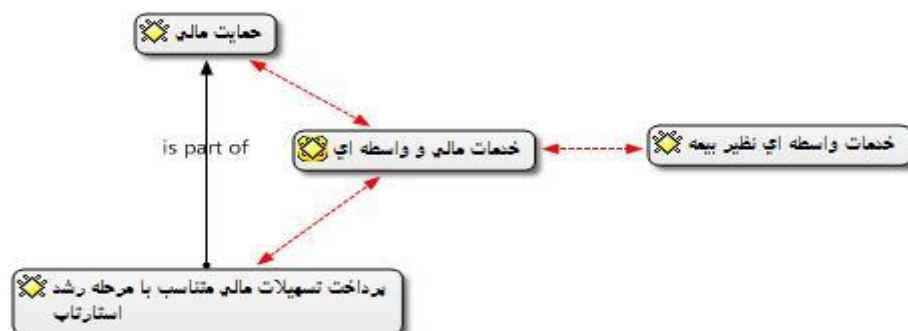 حمايت مالي
is part of
خدمات مالي و واسطه اي
خدمات واسطه اي نظير بيمه
پرداخت تسهيلات مالي متناسب با مرحله رشد
استارتاپ